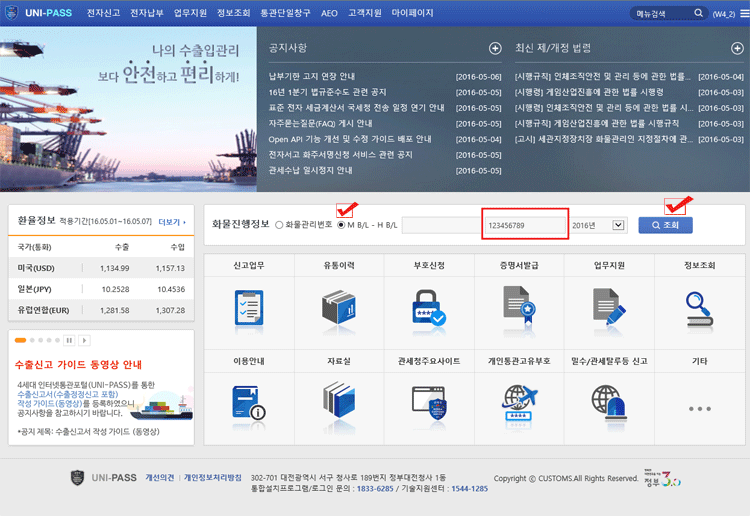 UNI-PASS 전자신고 전자납부 업무지원 정보조회 통관단일창구 AEO 고객지원 마이페이지 메뉴검색 (W4_2)
나의 수출입관리
보다 안전하고 편리하게!
공지사항
납부기한 고지 연장 안내 [2016-05-06]
16년 1분기 법규준수도 관련 공지 [2016-05-05]
표준 전자 세금계산서 국세청 전송 일정 연기 안내 [2016-05-05]
자주묻는질문(FAQ) 게시 안내 [2016-05-05]
Open API 기능 개선 및 수정 가이드 배포 안내 [2016-05-04]
전자서고 화주서명신청 서비스 관련 공지 [2016-05-05]
관세수납 일시정지 안내 [2016-05-05]
최신 제/개정 법령
[시행규칙] 인체조직안전 및 관리 등에 관한 법률... [2016-05-04]
[시행령] 게임산업진흥에 관한 법률 시행령 [2016-05-03]
[시행령] 인체조직안전 및 관리 등에 관한 법률 시... [2016-05-03]
[시행규칙] 게임산업진흥에 관한 법률 시행규칙 [2016-05-03]
[고시] 세관지정장치장 화물관리인 지정절차에 관... [2016-05-03]
환율정보 적용기간[16.05.01~16.05.07] 더보기
국가(통화) 수출 수입
미국(USD) 1,134.99 1,157.13
일본(JPY) 10.2528 10.4536
유럽연합(EUR) 1,281.58 1,307.28
화물진행정보 화물관리번호 M B/L - H B/L 123456789 2016년 조회
신고업무 유통이력 부호신청 증명서발급 업무지원 정보조회
이용안내 자료실 관세청주요사이트 개인통관고유부호 밀수/관세탈루등 신고 기타
수출신고 가이드 동영상 안내
4세대 인터넷통관포털(UNI-PASS)를 통한
수출신고서(수출정정신고 포함)
작성 가이드(동영상)를 등록하였으니
공지사항을 참고하시기 바랍니다.
*공지 제목: 수출신고서 작성 가이드 (동영상)
UNI-PASS 개선의견 개인정보처리방침 302-701 대전광역시 서구 청사로 189번지 정부대전청사 1동
통합설치프로그램/로그인 문의 : 1833-6285 / 기술지원센터 : 1544-1285
Copyright ⓒ CUSTOMS.All Rights Reserved.
정부3.0